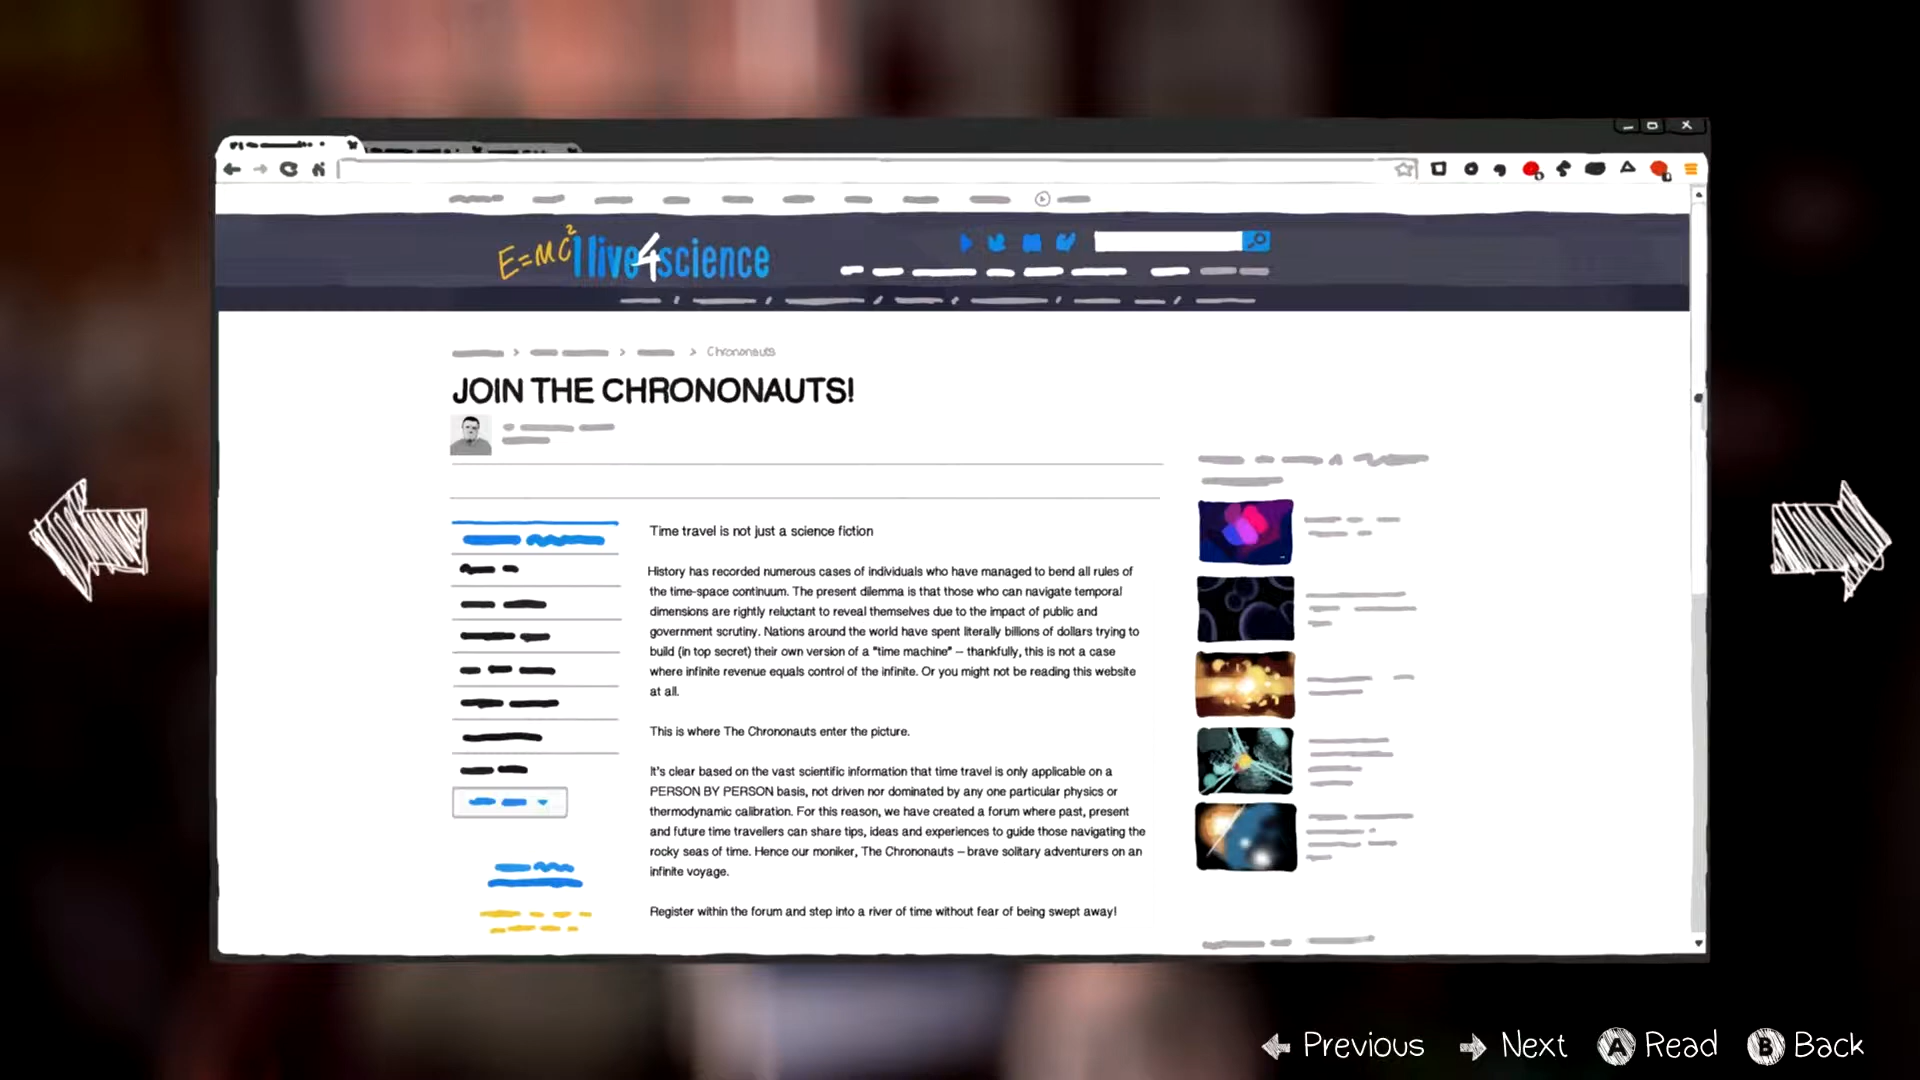 E=MC²
I live4science
Chrononauts
JOIN THE CHRONONAUTS!
Time travel is not just a science fiction
History has recorded numerous cases of individuals who have managed to bend all rules of
the time-space continuum. The present dilemma is that those who can navigate temporal
dimensions are rightly reluctant to reveal themselves due to the impact of public and
government scrutiny. Nations around the world have spent literally billions of dollars trying to
build (in top secret) their own version of a "time machine" – thankfully, this is not a case
where infinite revenue equals control of the infinite. Or you might not be reading this website
at all.
This is where The Chrononauts enter the picture.
It's clear based on the vast scientific information that time travel is only applicable on a
PERSON BY PERSON basis, not driven nor dominated by any one particular physics or
thermodynamic calibration. For this reason, we have created a forum where past, present
and future time travellers can share tips, ideas and experiences to guide those navigating the
rocky seas of time. Hence our moniker, The Chrononauts – brave solitary adventurers on an
infinite voyage.
Register within the forum and step into a river of time without fear of being swept away!
Previous Next A Read B Back